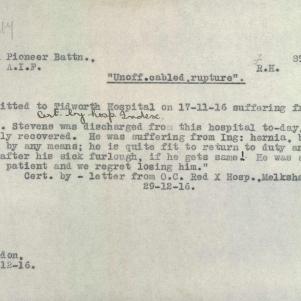 Pioneer Battn.,
A.I.F. R.H.
"Unoff.cabled,rupture".
itted to Tidworth Hospital on 17-11-16 suffering f
Cert. by Hosp. Index.
. Stevens was discharged from this hospital to-day
ly recovered. He was suffering from Ing: hernia, h
by any means; he is quite fit to return to duty an
after his sick furlough, if he gets same! He was a
patient and we regret losing him."
Cert. by - letter from O.C. Red X Hosp., Melksha
29-12-16.
don.
12-16.